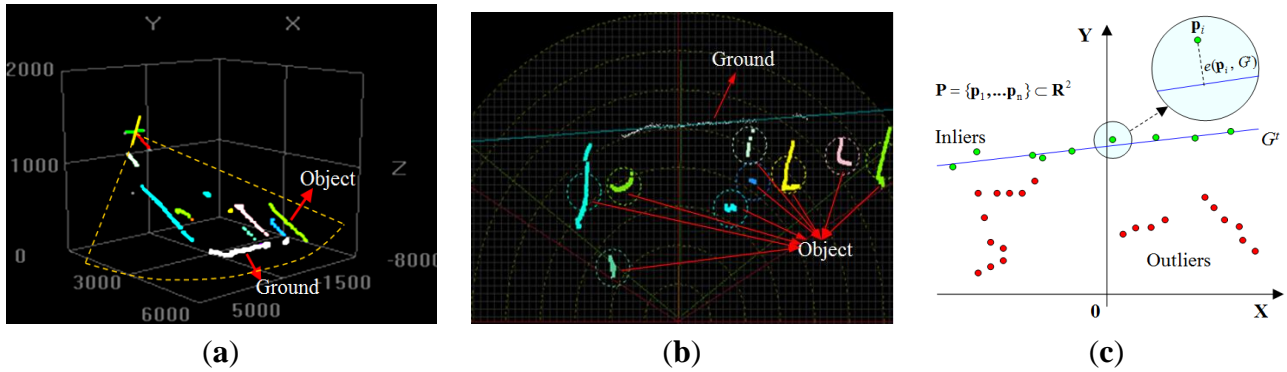 Y X
2000
1000
0
Z
Object
Ground
-8000
1500
3000
5000
6000
(a)
Ground
Object
(b)
Y
p_i
e(p_i, G^t)
P = {p_1,...p_n} ⊂ R^2
Inliers
G^t
Outliers
0
X
(c)